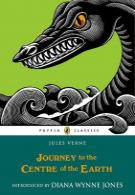 PUFFIN CLASSICS
JULES VERNE
JOURNEY TO THE
CENTRE OF THE EARTH
INTRODUCED BY DIANA WYNNE JONES